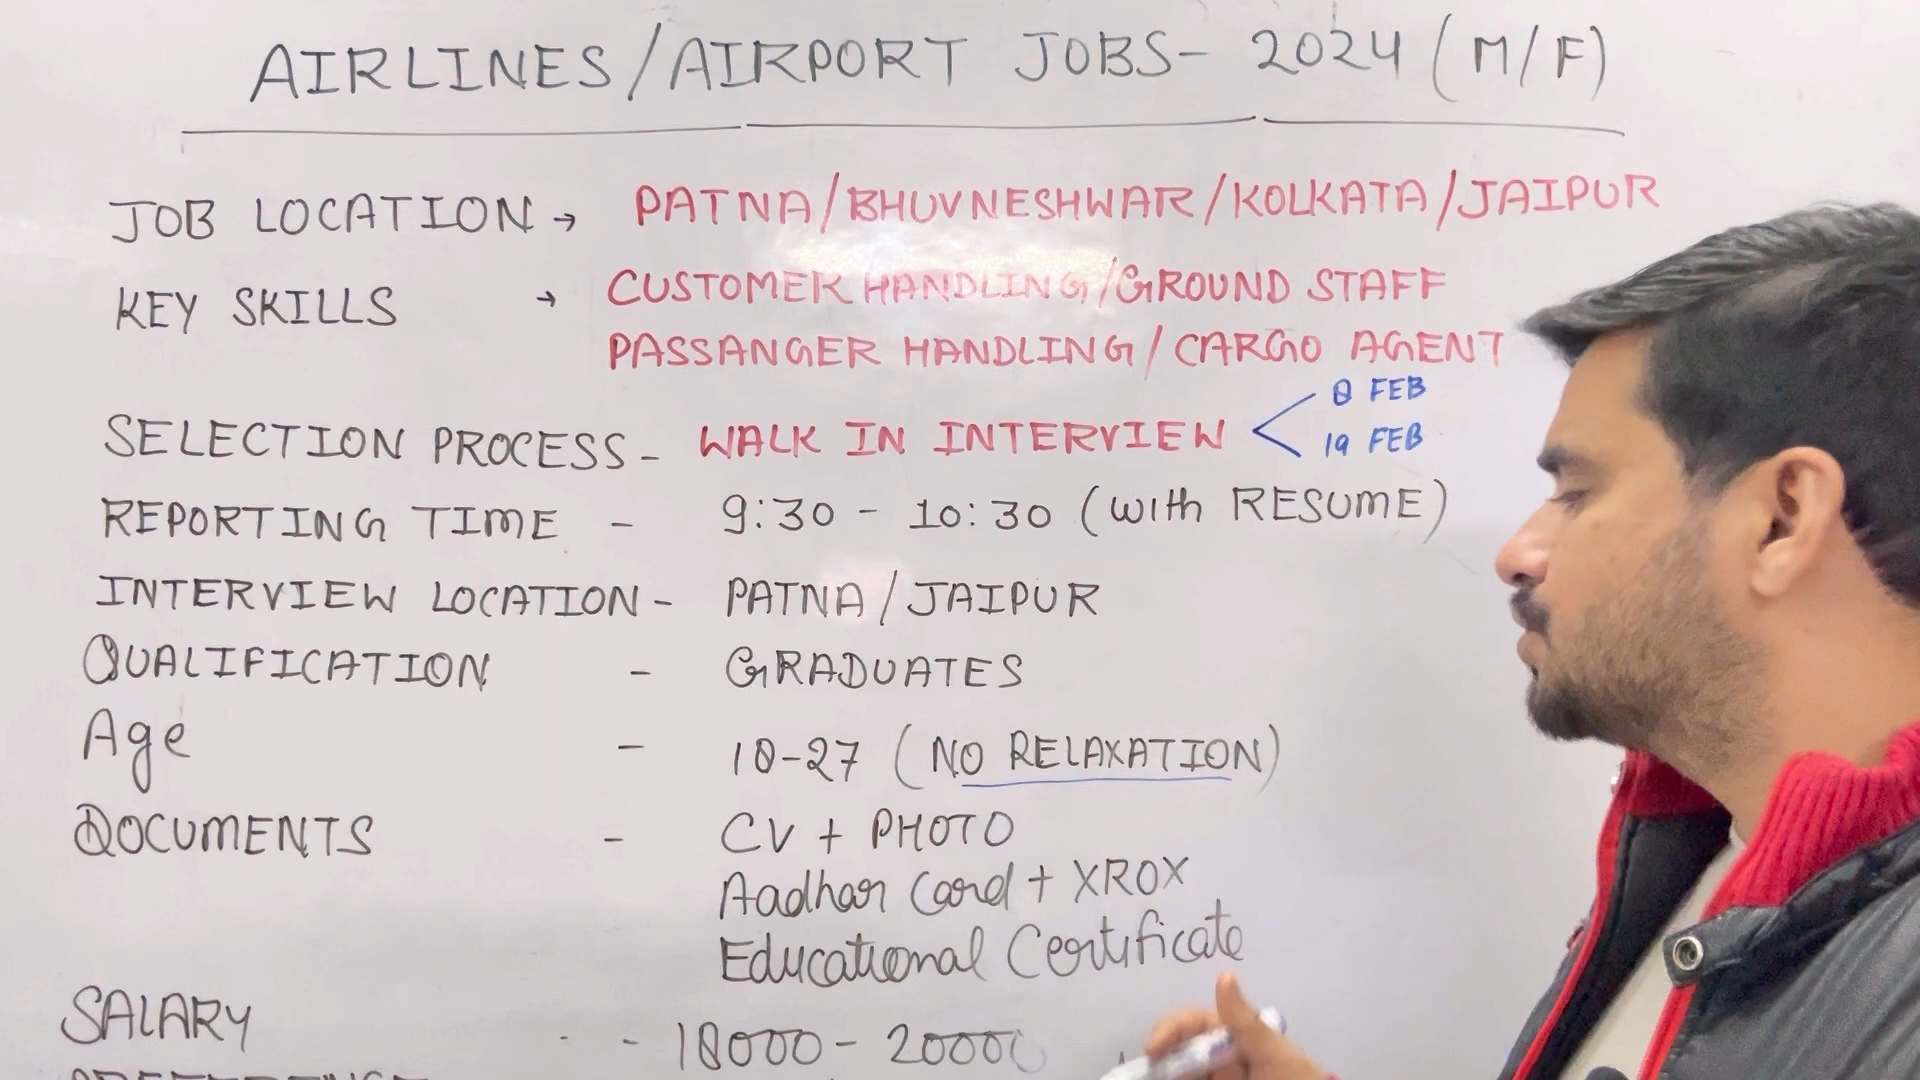 AIRLINES/AIRPORT JOBS- 2024 (M/F)
JOB LOCATION → PATNA/BHUVNESHWAR/KOLKATA/JAIPUR
KEY SKILLS → CUSTOMER HANDLING/GROUND STAFF
PASSANGER HANDLING/CARGO AGENT
SELECTION PROCESS - WALK IN INTERVIEW < 8 FEB
19 FEB
REPORTING TIME - 9:30 - 10:30 (with RESUME)
INTERVIEW LOCATION - PATNA/JAIPUR
QUALIFICATION - GRADUATES
Age - 18-27 (NO RELAXATION)
DOCUMENTS - CV + PHOTO
Aadhar Card + XROX
Educational Certificate
SALARY - 18000 - 20000